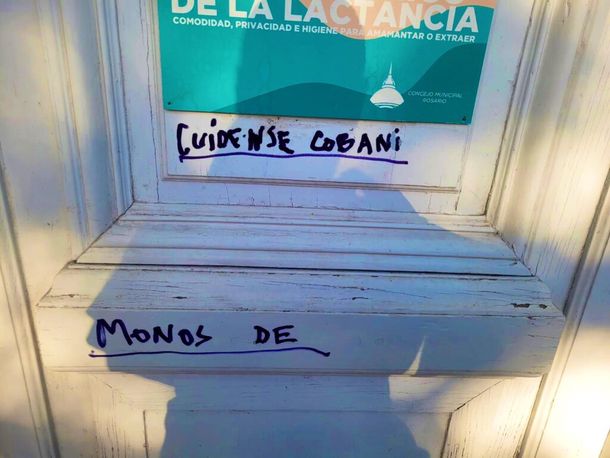 DE LA LACTANCIA
COMODIDAD, PRIVACIDAD E HIGIENE PARA AMAMANTAR O EXTRAER
CONCEJO MUNICIPAL
ROSARIO
CUIDENSE COBANI
MONOS DE